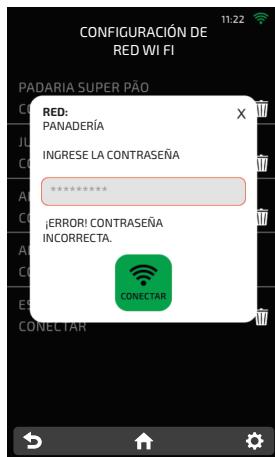 11:22
CONFIGURACIÓN DE
RED WI FI
PADARIA SUPER PÃO
RED:
X
PANADERÍA
INGRESE LA CONTRASEÑA
*********
¡ERROR! CONTRASEÑA
INCORRECTA.
CONECTAR
CONECTAR